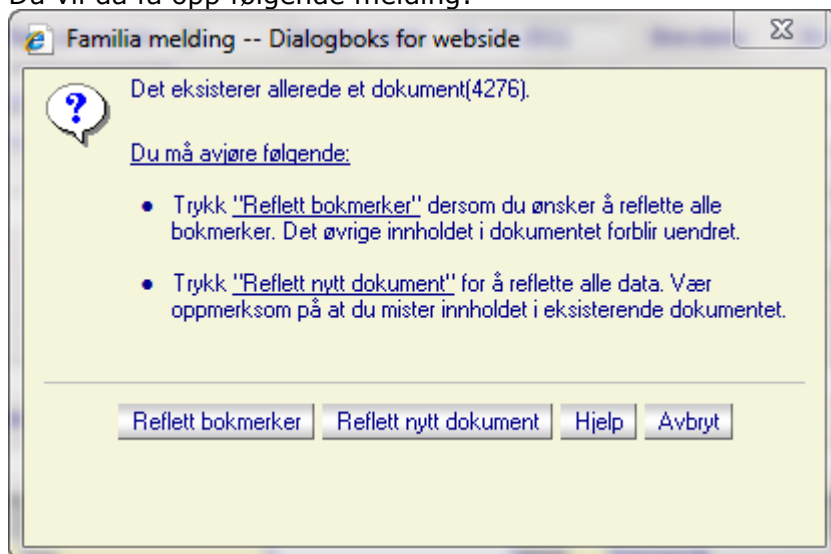 Du vil da få opp følgende melding:
Familia melding -- Dialogboks for webside
Det eksisterer allerede et dokument(4276).
Du må avjøre følgende:
Trykk "Reflett bokmerker" dersom du ønsker å reflette alle
bokmerker. Det øvrige innholdet i dokumentet forblir uendret.
Trykk "Reflett nytt dokument" for å reflette alle data. Vær
oppmerksom på at du mister innholdet i eksisterende dokumentet.
Reflett bokmerker Reflett nytt dokument Hjelp Avbryt